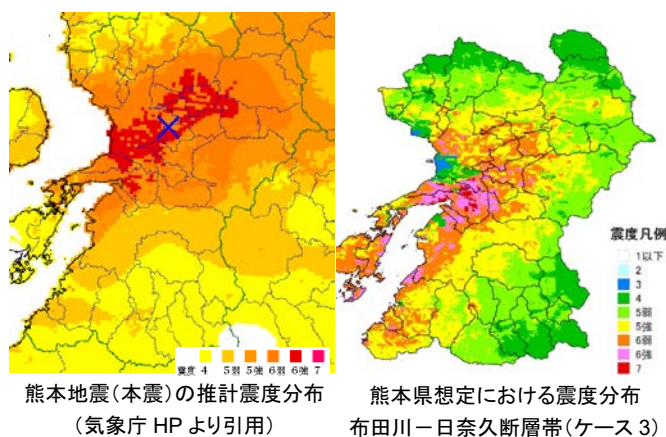 震度 4 5弱 5強 6弱 6強 7
熊本地震(本震)の推計震度分布
(気象庁 HP より引用)
震度凡例
1以下
2
3
4
5弱
5強
6弱
6強
7
熊本県想定における震度分布
布田川－日奈久断層帯(ケース 3)